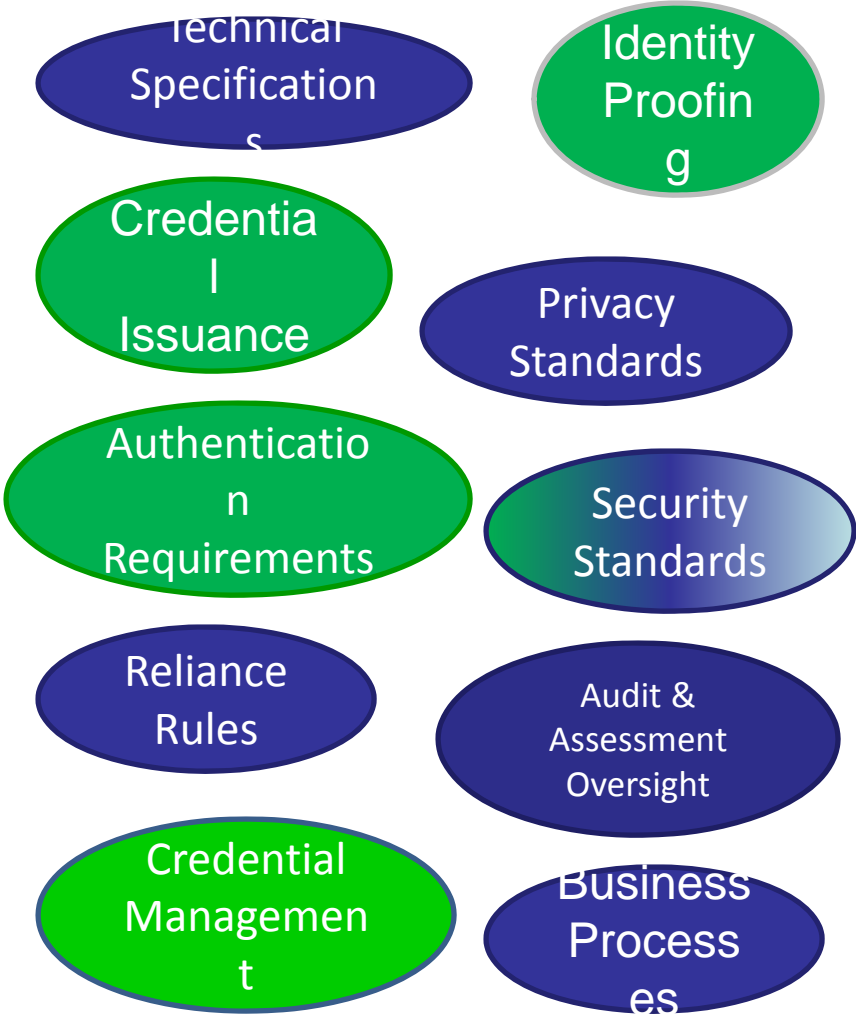 Technical
Specification
s
Identity
Proofin
g
Credentia
l
Issuance
Privacy
Standards
Authenticatio
n
Requirements
Security
Standards
Reliance
Rules
Audit &
Assessment
Oversight
Credential
Managemen
t
Business
Process
es